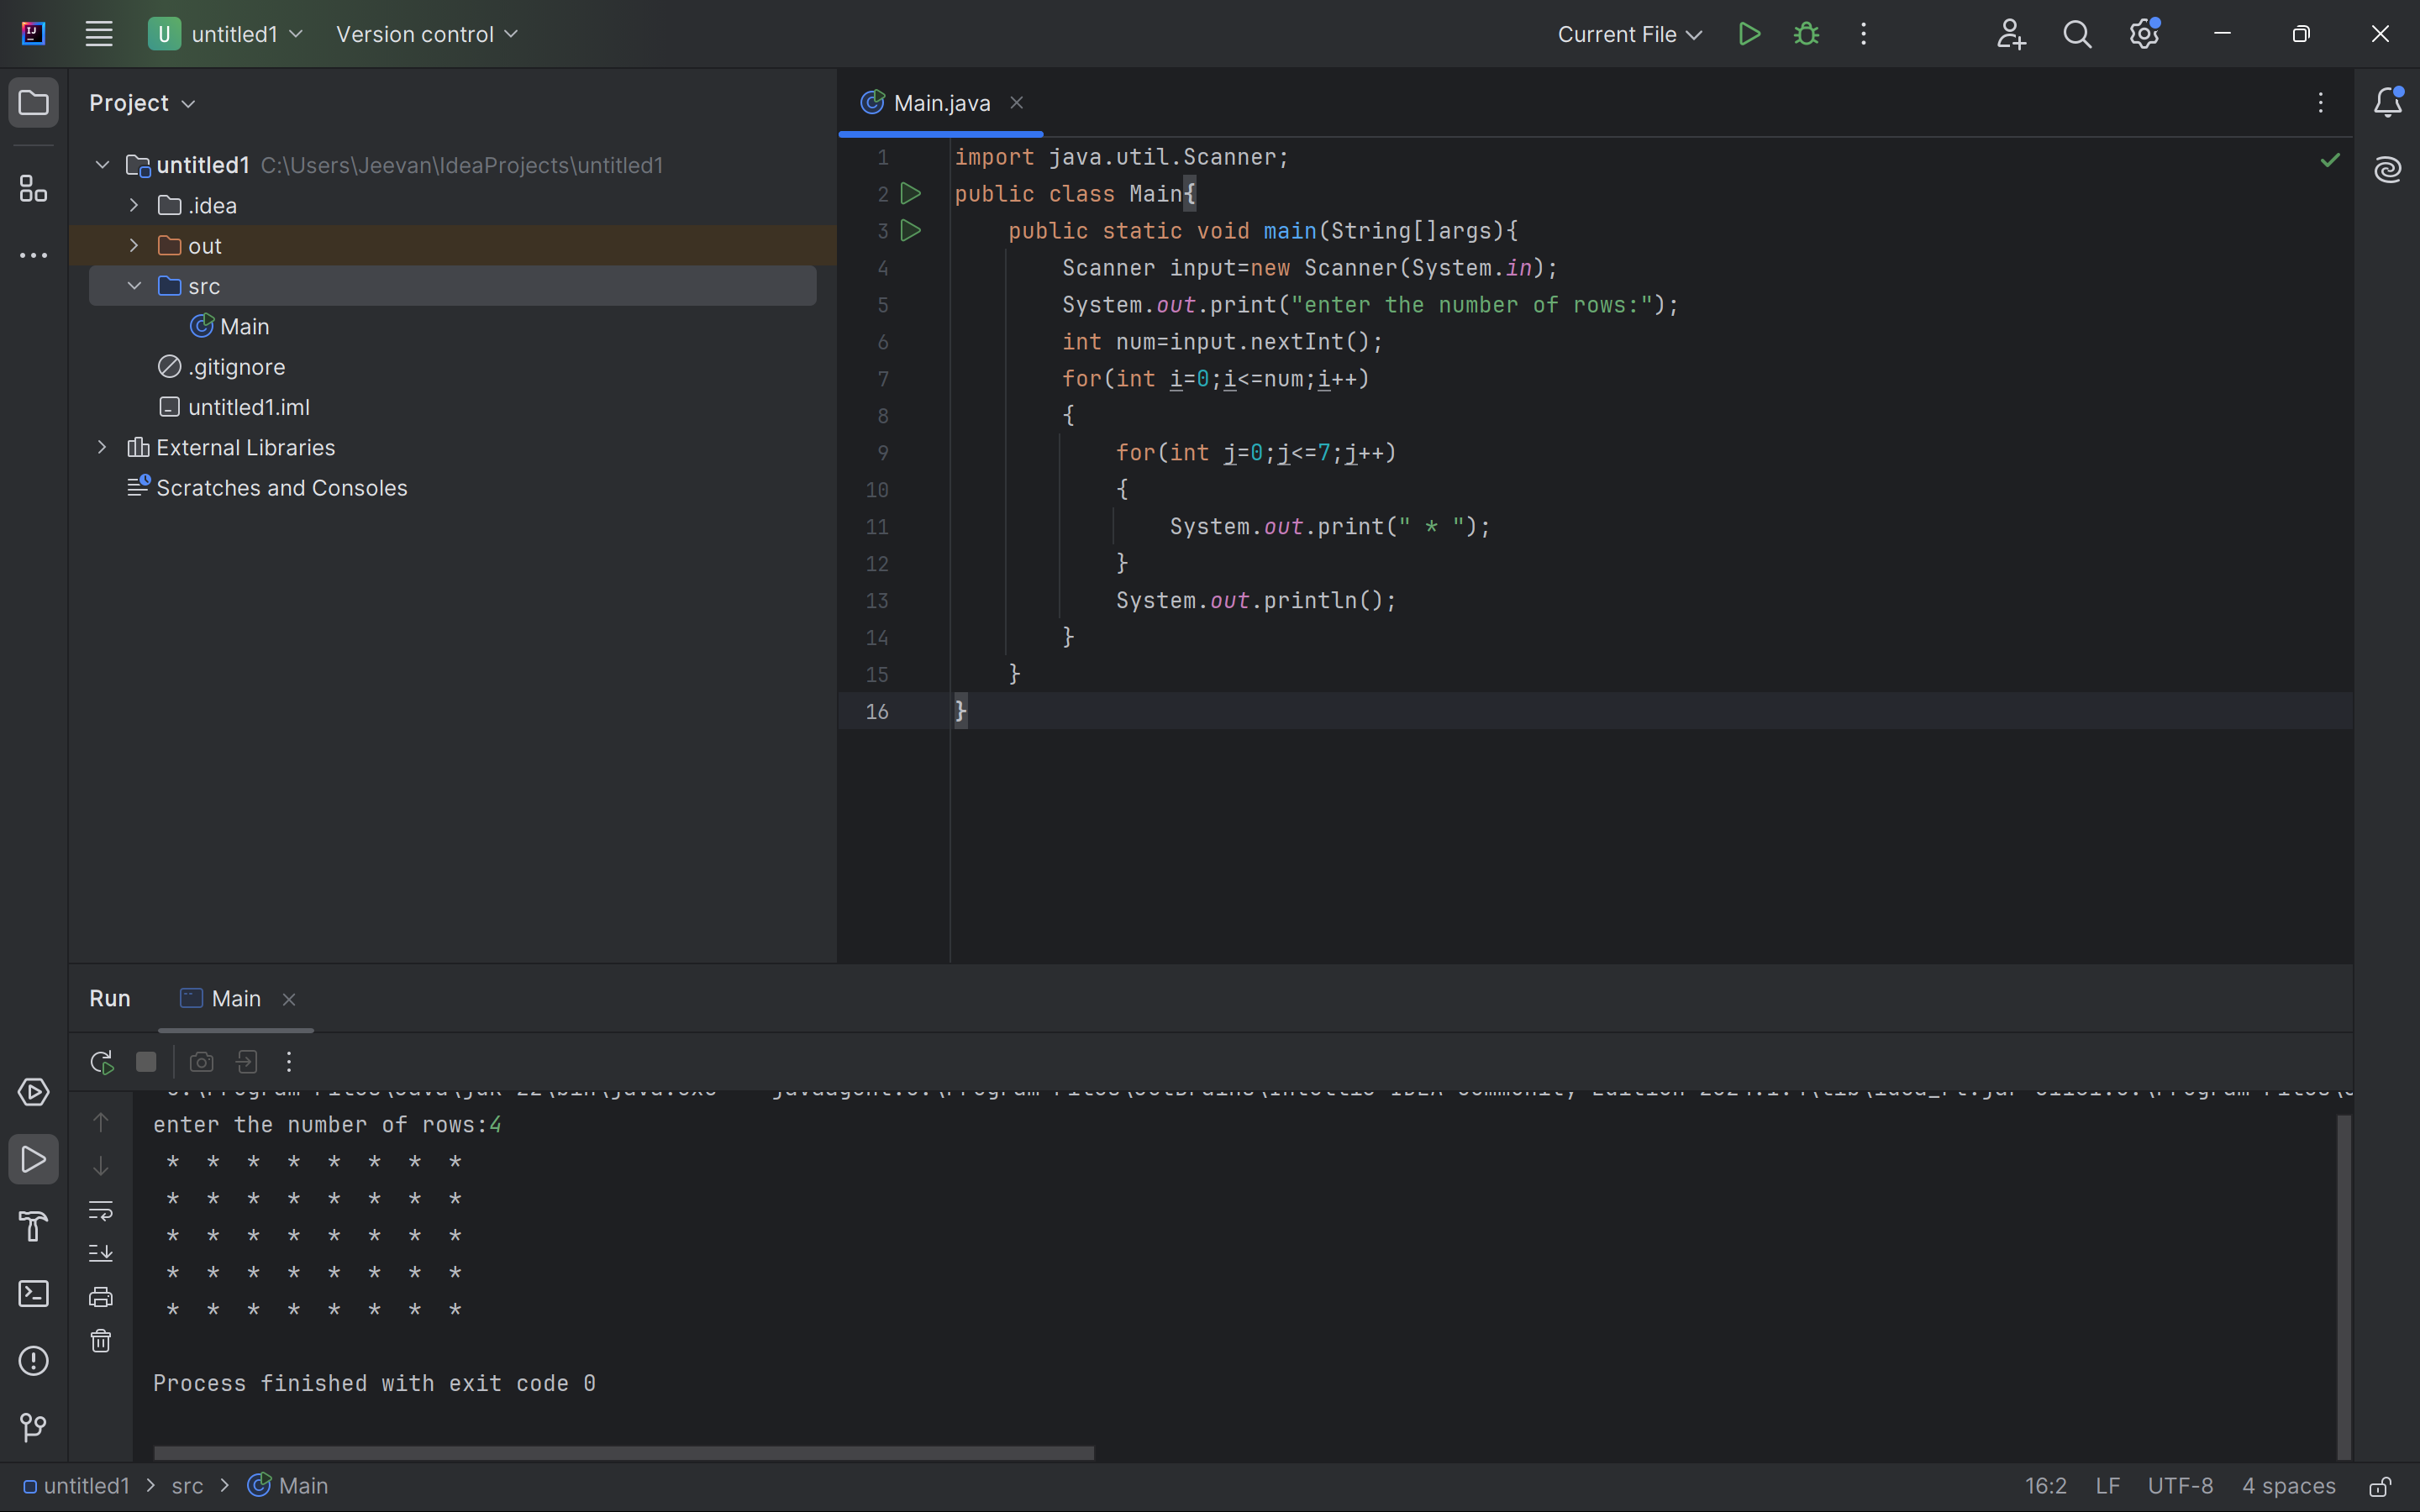 U untitled1 Version control Current File
Project
Main.java
untitled1 C:\Users\Jeevan\IdeaProjects\untitled1
.idea
out
src
Main
.gitignore
untitled1.iml
External Libraries
Scratches and Consoles
1 import java.util.Scanner;
2 public class Main{
3     public static void main(String[]args){
4         Scanner input=new Scanner(System.in);
5         System.out.print("enter the number of rows:");
6         int num=input.nextInt();
7         for(int i=0;i<=num;i++)
8         {
9             for(int j=0;j<=7;j++)
10             {
11                 System.out.print(" * ");
12             }
13             System.out.println();
14         }
15     }
16 }
Run Main
enter the number of rows:4
 *  *  *  *  *  *  *  *
 *  *  *  *  *  *  *  *
 *  *  *  *  *  *  *  *
 *  *  *  *  *  *  *  *
 *  *  *  *  *  *  *  *
Process finished with exit code 0
untitled1 > src > Main 16:2 LF UTF-8 4 spaces